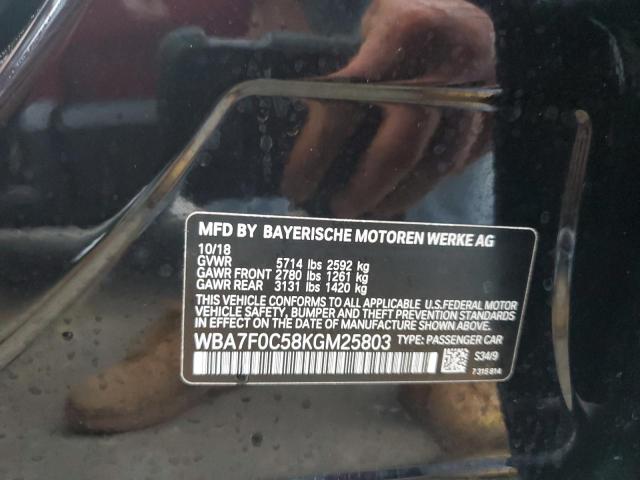 MFD BY BAYERISCHE MOTOREN WERKE AG
10/18
GVWR 5714 lbs 2592 kg
GAWR FRONT 2780 lbs 1261 kg
GAWR REAR 3131 lbs 1420 kg
THIS VEHICLE CONFORMS TO ALL APPLICABLE U.S.FEDERAL MOTOR
VEHICLE SAFETY, BUMPER AND THEFT PREVENTION STANDARDS
IN EFFECT ON THE DATE OF MANUFACTURE SHOWN ABOVE.
WBA7F0C58KGM25803 TYPE: PASSENGER CAR
S34/9
7 315 814